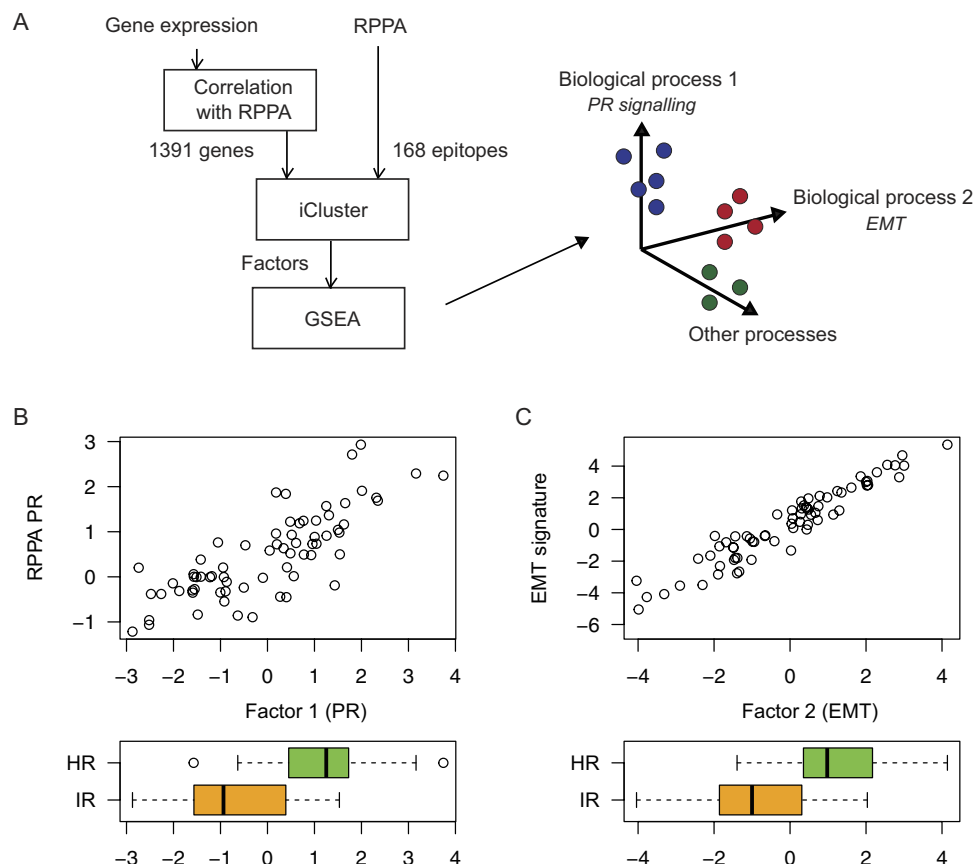 A
Gene expression
RPPA
Correlation
with RPPA
1391 genes
168 epitopes
iCluster
Factors
GSEA
Biological process 1
PR signalling
Biological process 2
EMT
Other processes
B
RPPA PR
3
2
1
0
−1
−3 −2 −1 0 1 2 3 4
Factor 1 (PR)
HR
IR
−3 −2 −1 0 1 2 3 4
C
EMT signature
4
2
0
−2
−4
−6
−4 −2 0 2 4
Factor 2 (EMT)
HR
IR
−4 −2 0 2 4